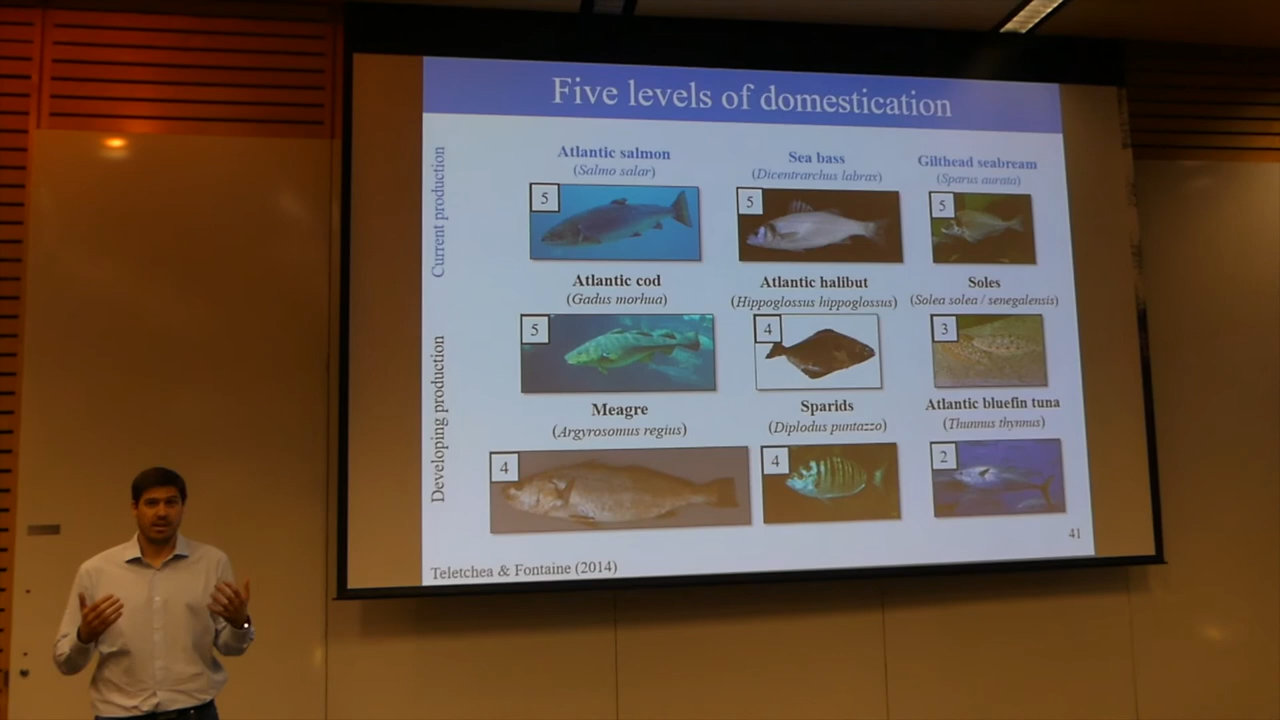 Five levels of domestication
Current production
Atlantic salmon
(Salmo salar)
5
Sea bass
(Dicentrarchus labrax)
5
Gilthead seabream
(Sparus aurata)
5
Developing production
Atlantic cod
(Gadus morhua)
5
Atlantic halibut
(Hippoglossus hippoglossus)
4
Soles
(Solea solea / senegalensis)
3
Meagre
(Argyrosomus regius)
4
Sparids
(Diplodus puntazzo)
4
Atlantic bluefin tuna
(Thunnus thynnus)
2
41
Teletchea & Fontaine (2014)